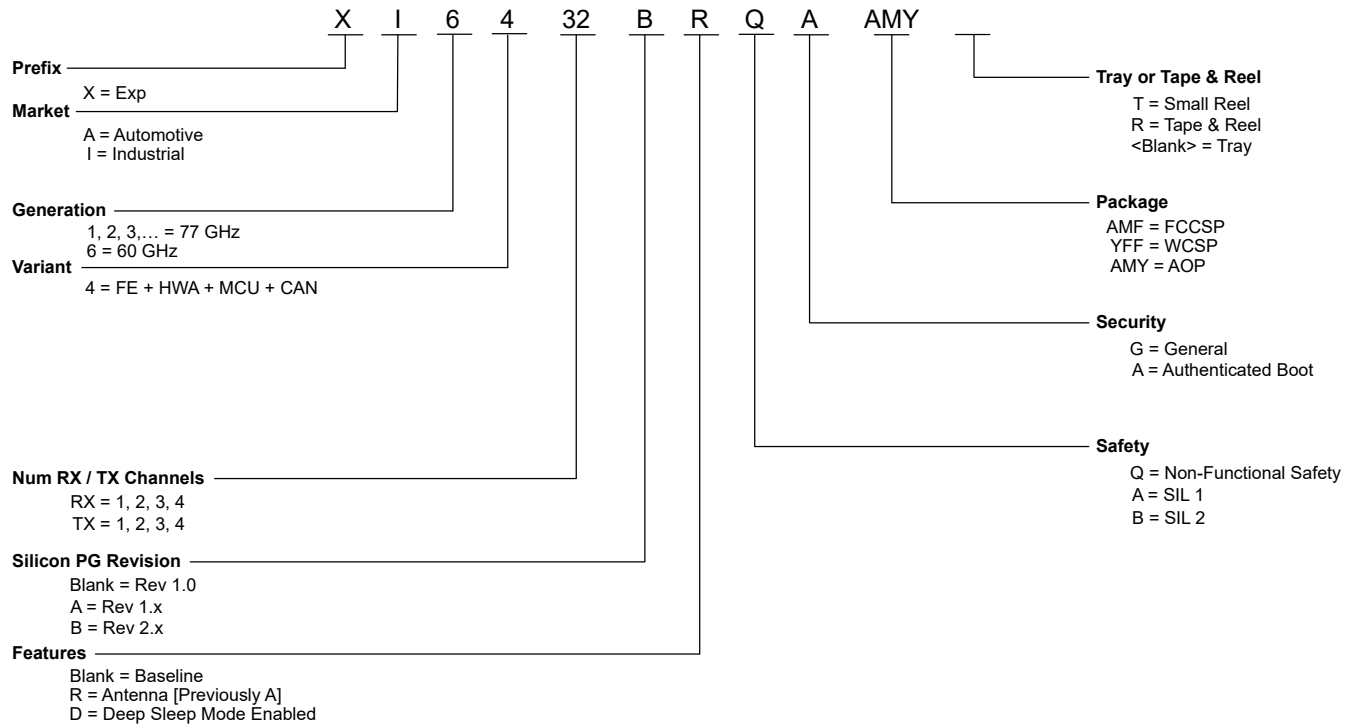 X I 6 4 32 B R Q A AMY
Prefix
X = Exp
Market
A = Automotive
I = Industrial
Generation
1, 2, 3,... = 77 GHz
6 = 60 GHz
Variant
4 = FE + HWA + MCU + CAN
Num RX / TX Channels
RX = 1, 2, 3, 4
TX = 1, 2, 3, 4
Silicon PG Revision
Blank = Rev 1.0
A = Rev 1.x
B = Rev 2.x
Features
Blank = Baseline
R = Antenna [Previously A]
D = Deep Sleep Mode Enabled
Tray or Tape & Reel
T = Small Reel
R = Tape & Reel
<Blank> = Tray
Package
AMF = FCCSP
YFF = WCSP
AMY = AOP
Security
G = General
A = Authenticated Boot
Safety
Q = Non-Functional Safety
A = SIL 1
B = SIL 2